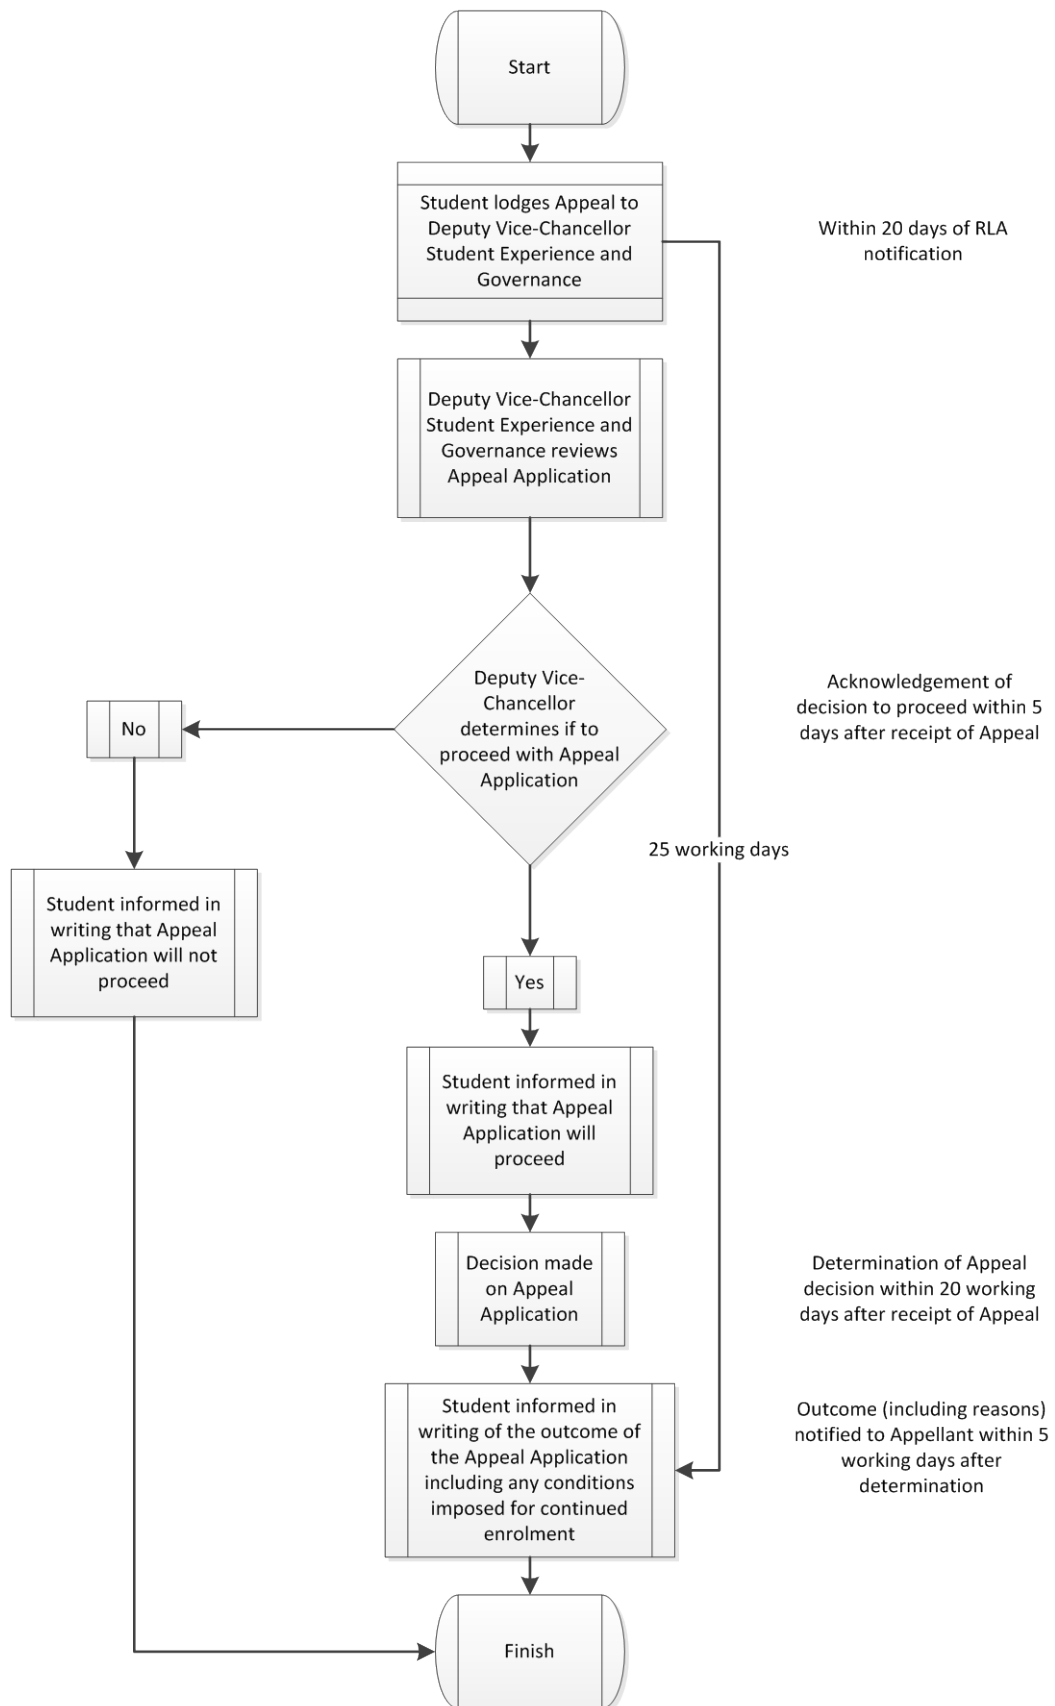 Start
Student lodges Appeal to
Deputy Vice-Chancellor
Student Experience and
Governance
Within 20 days of RLA
notification
Deputy Vice-Chancellor
Student Experience and
Governance reviews
Appeal Application
Deputy Vice-
Chancellor
determines if to
proceed with Appeal
Application
Acknowledgement of
decision to proceed within 5
days after receipt of Appeal
No
25 working days
Student informed in
writing that Appeal
Application will not
proceed
Yes
Student informed in
writing that Appeal
Application will
proceed
Decision made
on Appeal
Application
Determination of Appeal
decision within 20 working
days after receipt of Appeal
Student informed in
writing of the outcome of
the Appeal Application
including any conditions
imposed for continued
enrolment
Outcome (including reasons)
notified to Appellant within 5
working days after
determination
Finish